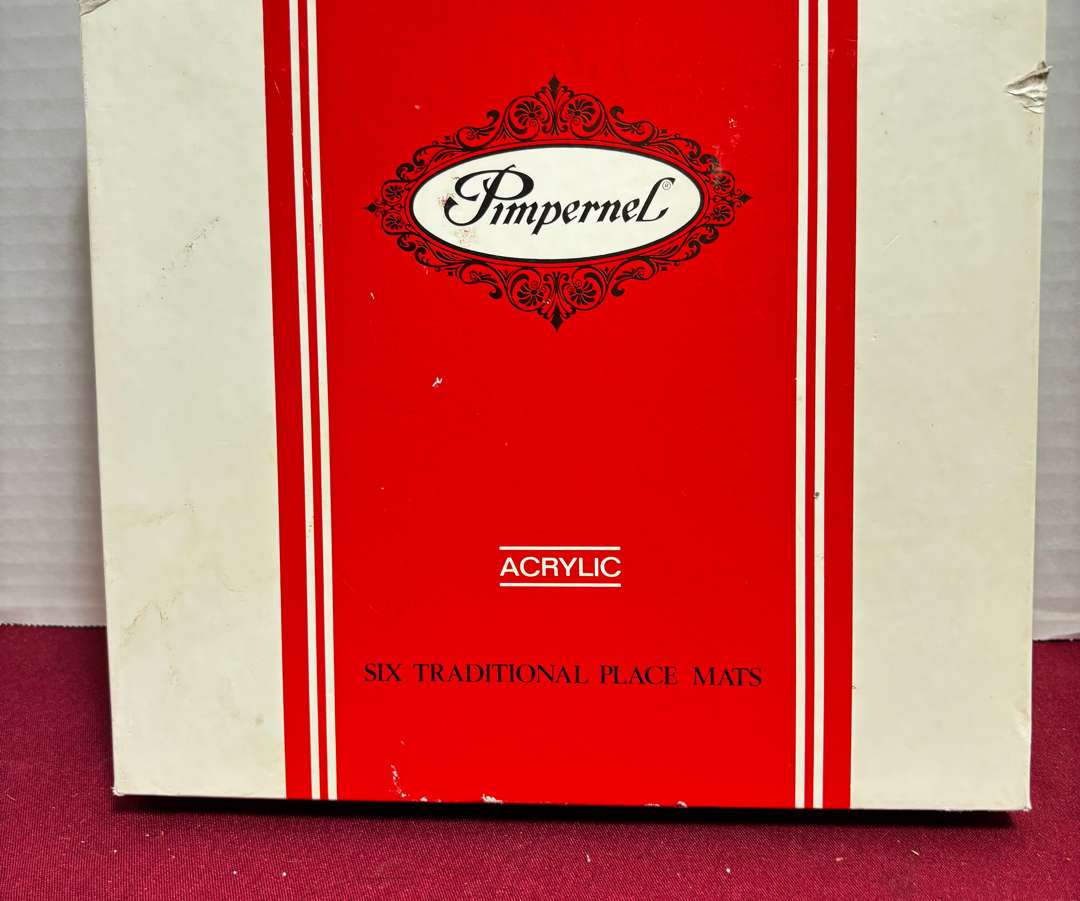 Pimpernel®
ACRYLIC
SIX TRADITIONAL PLACE MATS